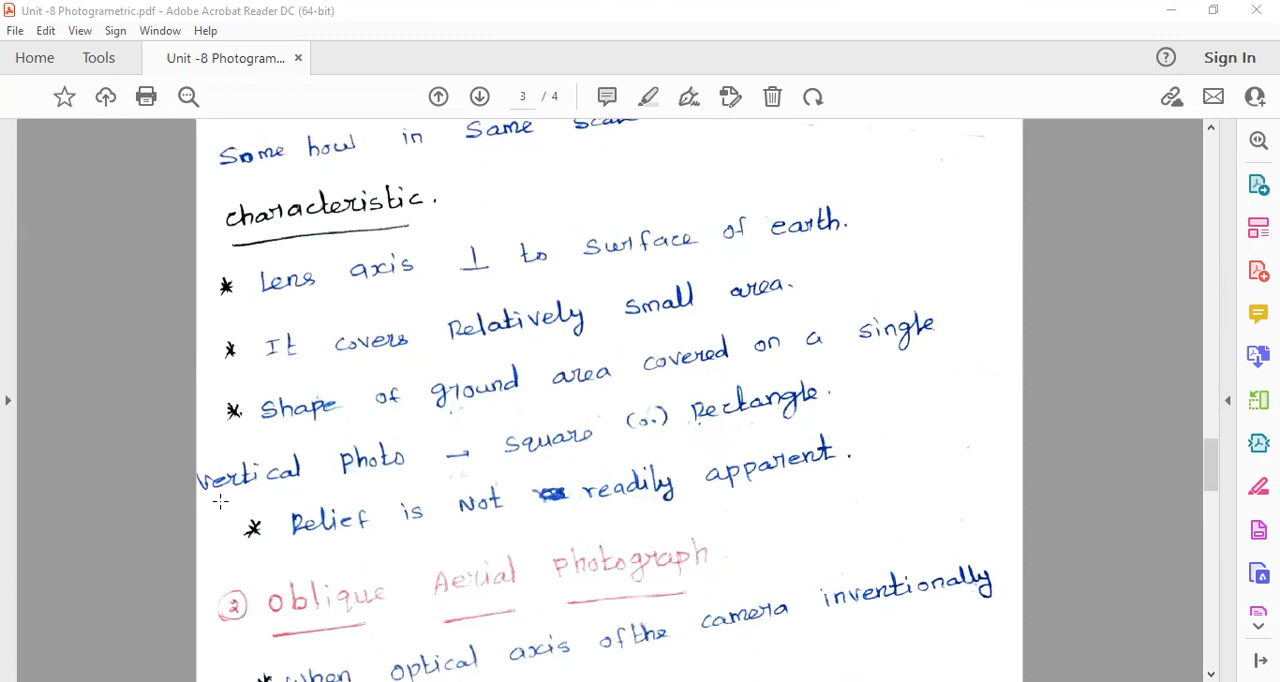 Unit -8 Photogrametric.pdf - Adobe Acrobat Reader DC (64-bit)
File Edit View Sign Window Help
Home Tools Unit -8 Photogram... × Sign In
3 / 4
Some how in Same
characteristic.
* Lens axis ⊥ to surface of earth.
* It covers Relatively small area.
* shape of ground area covered on a single
vertical photo → square (or) Rectangle.
* Relief is Not readily apparent.
② Oblique Aerial Photograph
* When optical axis of the camera inventionally